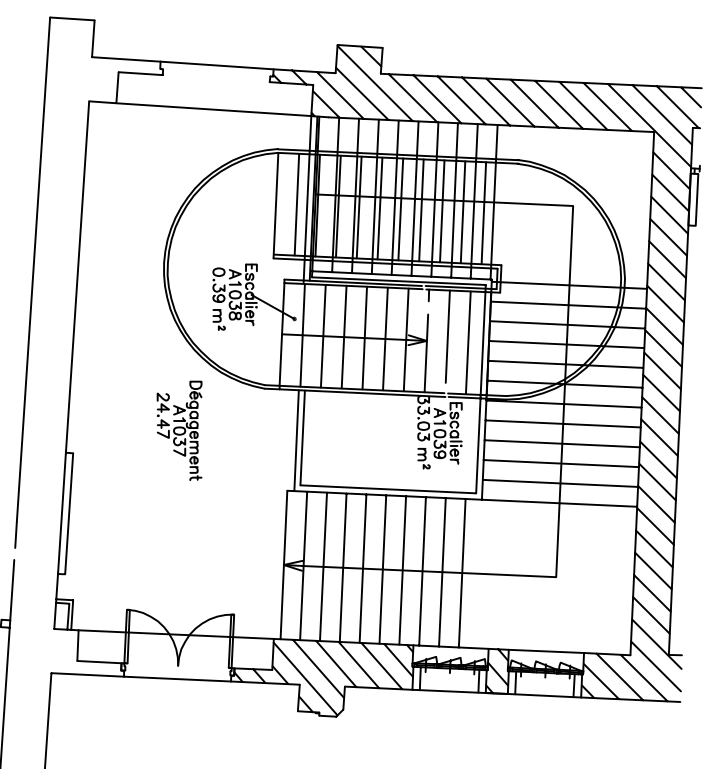 Escalier
A1038
0.39 m²
Escalier
A1039
33.03 m²
Dégagement
A1037
24.47